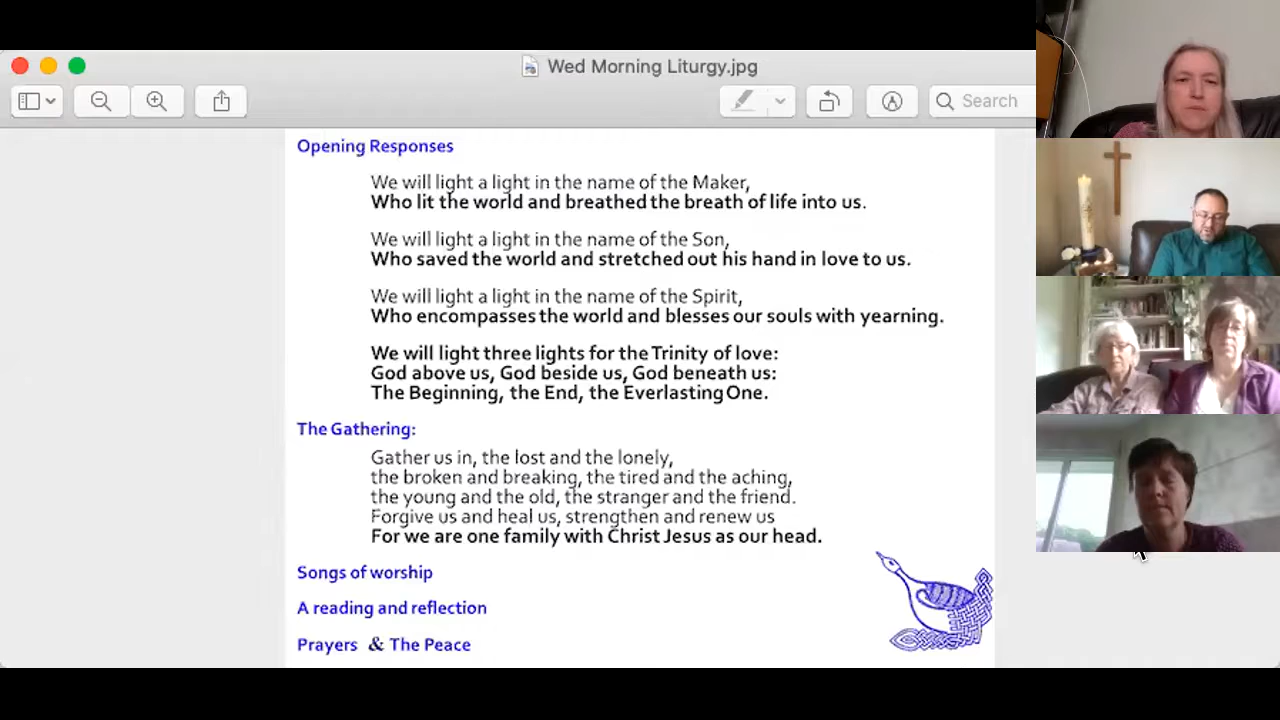 Wed Morning Liturgy.jpg
Search
Opening Responses
We will light a light in the name of the Maker,
Who lit the world and breathed the breath of life into us.
We will light a light in the name of the Son,
Who saved the world and stretched out his hand in love to us.
We will light a light in the name of the Spirit,
Who encompasses the world and blesses our souls with yearning.
We will light three lights for the Trinity of love:
God above us, God beside us, God beneath us:
The Beginning, the End, the Everlasting One.
The Gathering:
Gather us in, the lost and the lonely,
the broken and breaking, the tired and the aching,
the young and the old, the stranger and the friend.
Forgive us and heal us, strengthen and renew us
For we are one family with Christ Jesus as our head.
Songs of worship
A reading and reflection
Prayers & The Peace